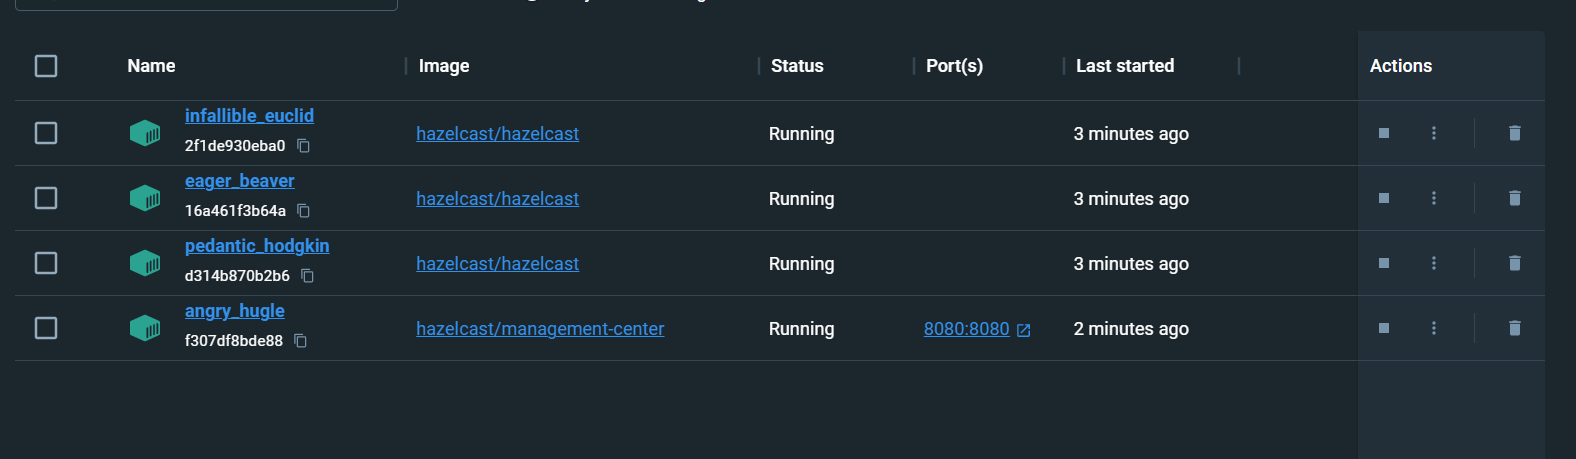 Name Image Status Port(s) Last started Actions
infallible_euclid
2f1de930eba0
hazelcast/hazelcast Running 3 minutes ago
eager_beaver
16a461f3b64a
hazelcast/hazelcast Running 3 minutes ago
pedantic_hodgkin
d314b870b2b6
hazelcast/hazelcast Running 3 minutes ago
angry_hugle
f307df8bde88
hazelcast/management-center Running 8080:8080 2 minutes ago